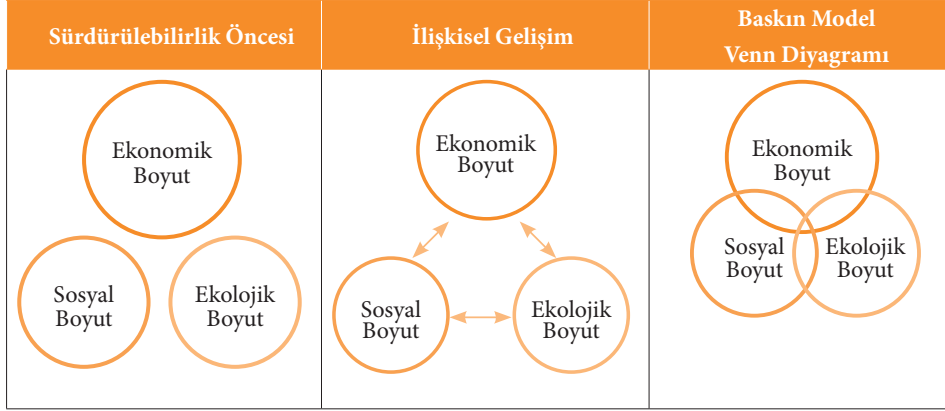 Sürdürülebilirlik Öncesi
İlişkisel Gelişim
Baskın Model
Venn Diyagramı
Ekonomik
Boyut
Sosyal
Boyut
Ekolojik
Boyut
Ekonomik
Boyut
Sosyal
Boyut
Ekolojik
Boyut
Ekonomik
Boyut
Sosyal
Boyut
Ekolojik
Boyut